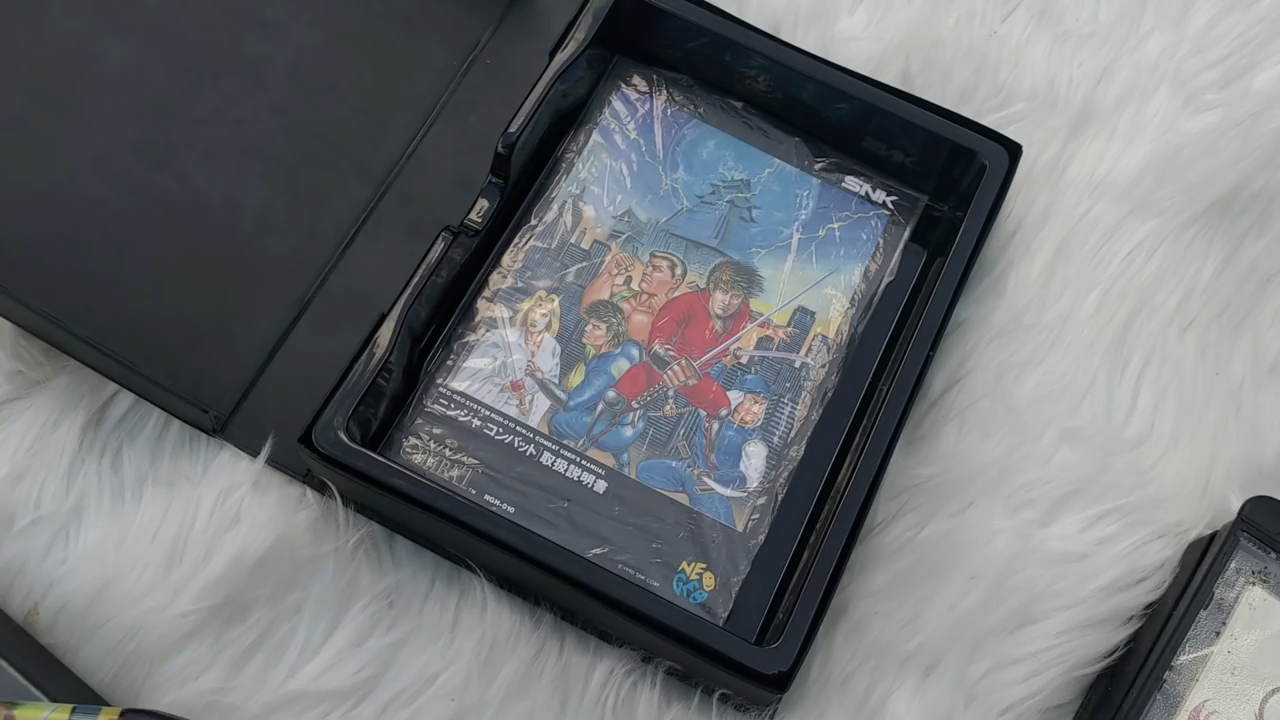 SNK
NEO-GEO SYSTEM NGH-010 NINJA COMBAT USER'S MANUAL
ニンジャ コンバット 取扱説明書
NINJA COMBAT™
NGH-010
NEO
GEO